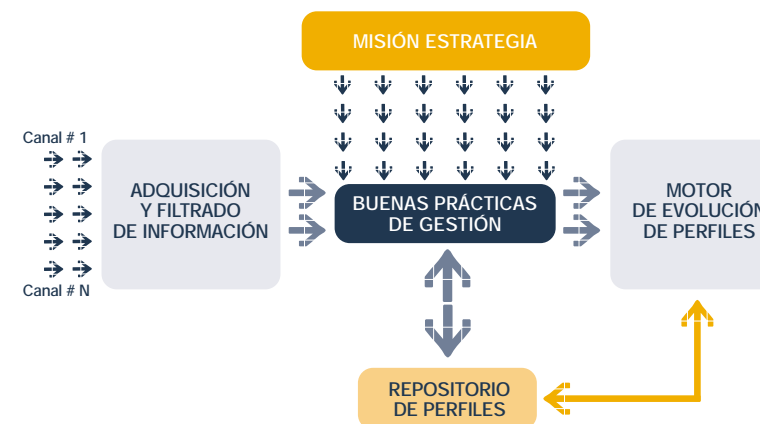 MISIÓN ESTRATEGIA
Canal # 1
ADQUISICIÓN
Y FILTRADO
DE INFORMACIÓN
Canal # N
BUENAS PRÁCTICAS
DE GESTIÓN
MOTOR
DE EVOLUCIÓN
DE PERFILES
REPOSITORIO
DE PERFILES